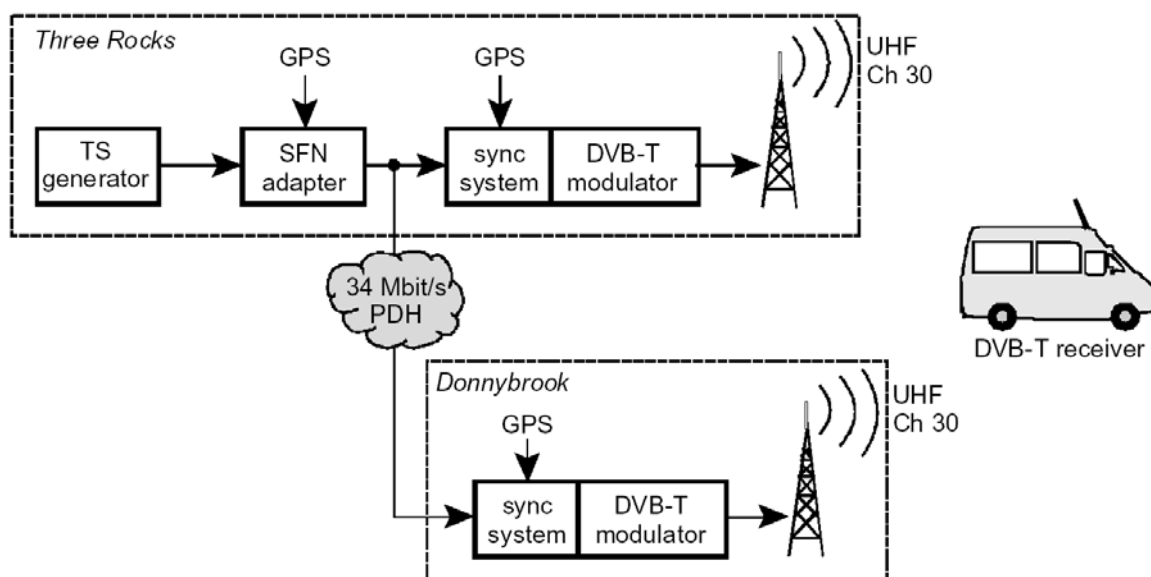 Three Rocks
GPS
GPS
UHF
Ch 30
TS
generator
SFN
adapter
sync
system
DVB-T
modulator
34 Mbit/s
PDH
DVB-T receiver
Donnybrook
GPS
UHF
Ch 30
sync
system
DVB-T
modulator